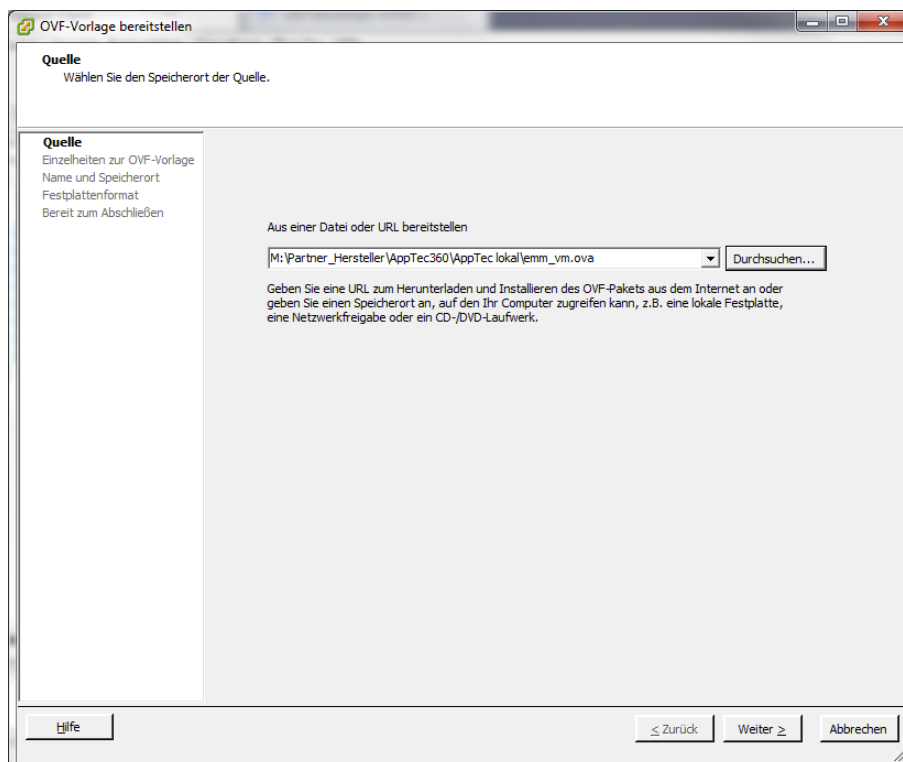 OVF-Vorlage bereitstellen
Quelle
Wählen Sie den Speicherort der Quelle.
Quelle
Einzelheiten zur OVF-Vorlage
Name und Speicherort
Festplattenformat
Bereit zum Abschließen
Aus einer Datei oder URL bereitstellen
M:\Partner_Hersteller\AppTec360\AppTec lokal\emm_vm.ova
Durchsuchen...
Geben Sie eine URL zum Herunterladen und Installieren des OVF-Pakets aus dem Internet an oder
geben Sie einen Speicherort an, auf den Ihr Computer zugreifen kann, z.B. eine lokale Festplatte,
eine Netzwerkfreigabe oder ein CD-/DVD-Laufwerk.
Hilfe
< Zurück
Weiter >
Abbrechen